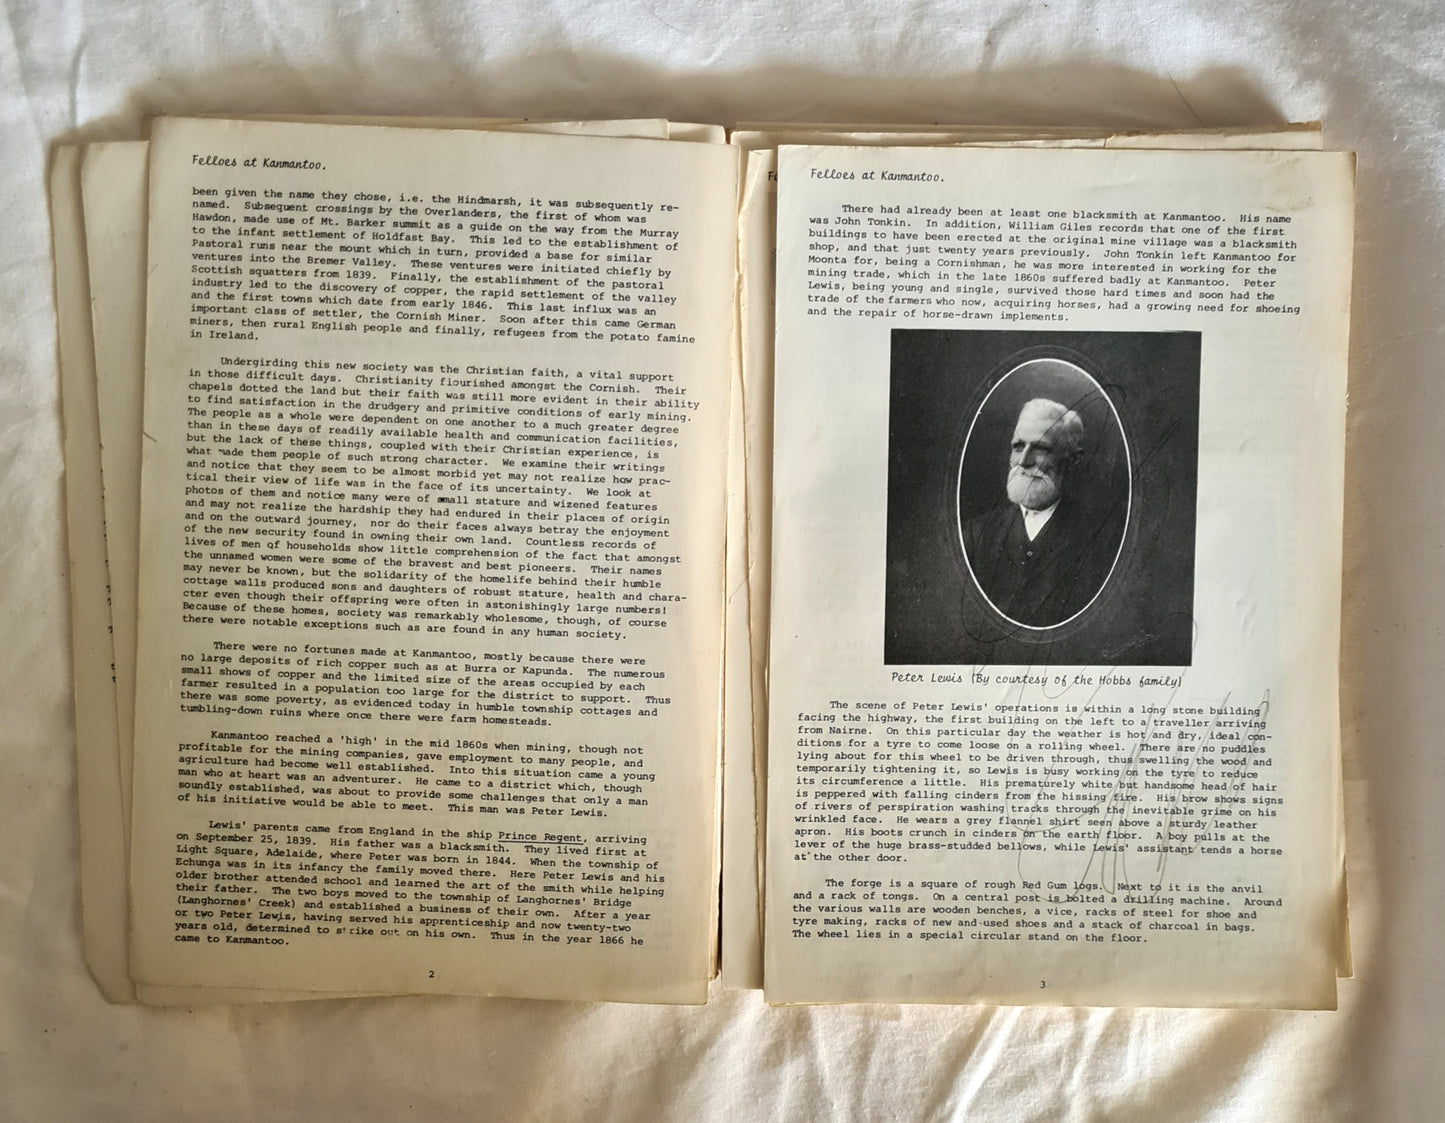 Felloes at Kanmantoo.
been given the name they chose, i.e. the Hindmarsh, it was subsequently re-
named. Subsequent crossings by the Overlanders, the first of whom was
Hawdon, made use of Mt. Barker summit as a guide on the way from the Murray
to the infant settlement of Holdfast Bay. This led to the establishment of
Pastoral runs near the mount which in turn, provided a base for similar
ventures into the Bremer Valley. These ventures were initiated chiefly by
Scottish squatters from 1839. Finally, the establishment of the pastoral
industry led to the discovery of copper, the rapid settlement of the valley
and the first towns which date from early 1846. This last influx was an
important class of settler, the Cornish Miner. Soon after this came German
miners, then rural English people and finally, refugees from the potato famine
in Ireland.
Undergirding this new society was the Christian faith, a vital support
in those difficult days. Christianity flourished amongst the Cornish. Their
chapels dotted the land but their faith was still more evident in their ability
to find satisfaction in the drudgery and primitive conditions of early mining.
The people as a whole were dependent on one another to a much greater degree
than in these days of readily available health and communication facilities,
but the lack of these things, coupled with their Christian experience, is
what made them people of such strong character. We examine their writings
and notice that they seem to be almost morbid yet may not realize how prac-
tical their view of life was in the face of its uncertainty. We look at
photos of them and notice many were of small stature and wizened features
and may not realize the hardship they had endured in their places of origin
and on the outward journey, nor do their faces always betray the enjoyment
of the new security found in owning their own land. Countless records of
lives of men of households show little comprehension of the fact that amongst
the unnamed women were some of the bravest and best pioneers. Their names
may never be known, but the solidarity of the homelife behind their humble
cottage walls produced sons and daughters of robust stature, health and chara-
cter even though their offspring were often in astonishingly large numbers!
Because of these homes, society was remarkably wholesome, though, of course
there were notable exceptions such as are found in any human society.
There were no fortunes made at Kanmantoo, mostly because there were
no large deposits of rich copper such as at Burra or Kapunda. The numerous
small shows of copper and the limited size of the areas occupied by each
farmer resulted in a population too large for the district to support. Thus
there was some poverty, as evidenced today in humble township cottages and
tumbling-down ruins where once there were farm homesteads.
Kanmantoo reached a 'high' in the mid 1860s when mining, though not
profitable for the mining companies, gave employment to many people, and
agriculture had become well established. Into this situation came a young
man who at heart was an adventurer. He came to a district which, though
soundly established, was about to provide some challenges that only a man
of his initiative would be able to meet. This man was Peter Lewis.
Lewis' parents came from England in the ship Prince Regent, arriving
on September 25, 1839. His father was a blacksmith. They lived first at
Light Square, Adelaide, where Peter was born in 1844. When the township of
Echunga was in its infancy the family moved there. Here Peter Lewis and his
older brother attended school and learned the art of the smith while helping
their father. The two boys moved to the township of Langhornes' Bridge
(Langhornes' Creek) and established a business of their own. After a year
or two Peter Lewis, having served his apprenticeship and now twenty-two
years old, determined to strike out on his own. Thus in the year 1866 he
came to Kanmantoo.
2
Fe
Felloes at Kanmantoo.
There had already been at least one blacksmith at Kanmantoo. His name
was John Tonkin. In addition, William Giles records that one of the first
buildings to have been erected at the original mine village was a blacksmith
shop, and that just twenty years previously. John Tonkin left Kanmantoo for
Moonta for, being a Cornishman, he was more interested in working for the
mining trade, which in the late 1860s suffered badly at Kanmantoo. Peter
Lewis, being young and single, survived those hard times and soon had the
trade of the farmers who now, acquiring horses, had a growing need for shoeing
and the repair of horse-drawn implements.
Peter Lewis (By courtesy of the Hobbs family)
The scene of Peter Lewis' operations is within a long stone building
facing the highway, the first building on the left to a traveller arriving
from Nairne. On this particular day the weather is hot and dry, ideal con-
ditions for a tyre to come loose on a rolling wheel. There are no puddles
lying about for this wheel to be driven through, thus swelling the wood and
temporarily tightening it, so Lewis is busy working on the tyre to reduce
its circumference a little. His prematurely white but handsome head of hair
is peppered with falling cinders from the hissing fire. His brow shows signs
of rivers of perspiration washing tracks through the inevitable grime on his
wrinkled face. He wears a grey flannel shirt seen above a sturdy leather
apron. His boots crunch in cinders on the earth floor. A boy pulls at the
lever of the huge brass-studded bellows, while Lewis' assistant tends a horse
at the other door.
The forge is a square of rough Red Gum logs. Next to it is the anvil
and a rack of tongs. On a central post is bolted a drilling machine. Around
the various walls are wooden benches, a vice, racks of steel for shoe and
tyre making, racks of new and used shoes and a stack of charcoal in bags.
The wheel lies in a special circular stand on the floor.
3